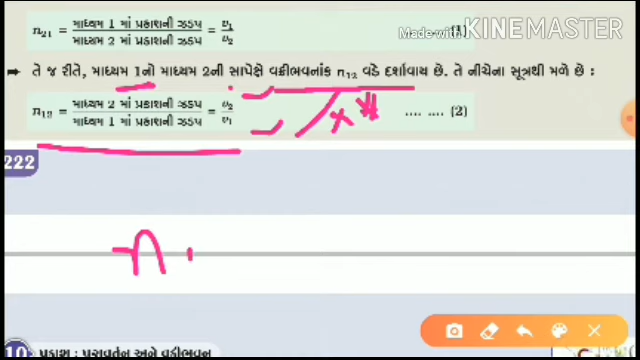 Made with KINEMASTER
n₂₁ = માધ્યમ 1 માં પ્રકાશની ઝડપ / માધ્યમ 2 માં પ્રકાશની ઝડપ = v₁ / v₂ (1)
➡ તે જ રીતે, માધ્યમ 1નો માધ્યમ 2ની સાપેક્ષે વક્રીભવનાંક n₁₂ વડે દર્શાવાય છે. તે નીચેના સૂત્રથી મળે છે :
n₁₂ = માધ્યમ 2 માં પ્રકાશની ઝડપ / માધ્યમ 1 માં પ્રકાશની ઝડપ = v₂ / v₁ .... .... (2)
222
n
10 પ્રકાશ : પરાવર્તન અને વક્રીભવન